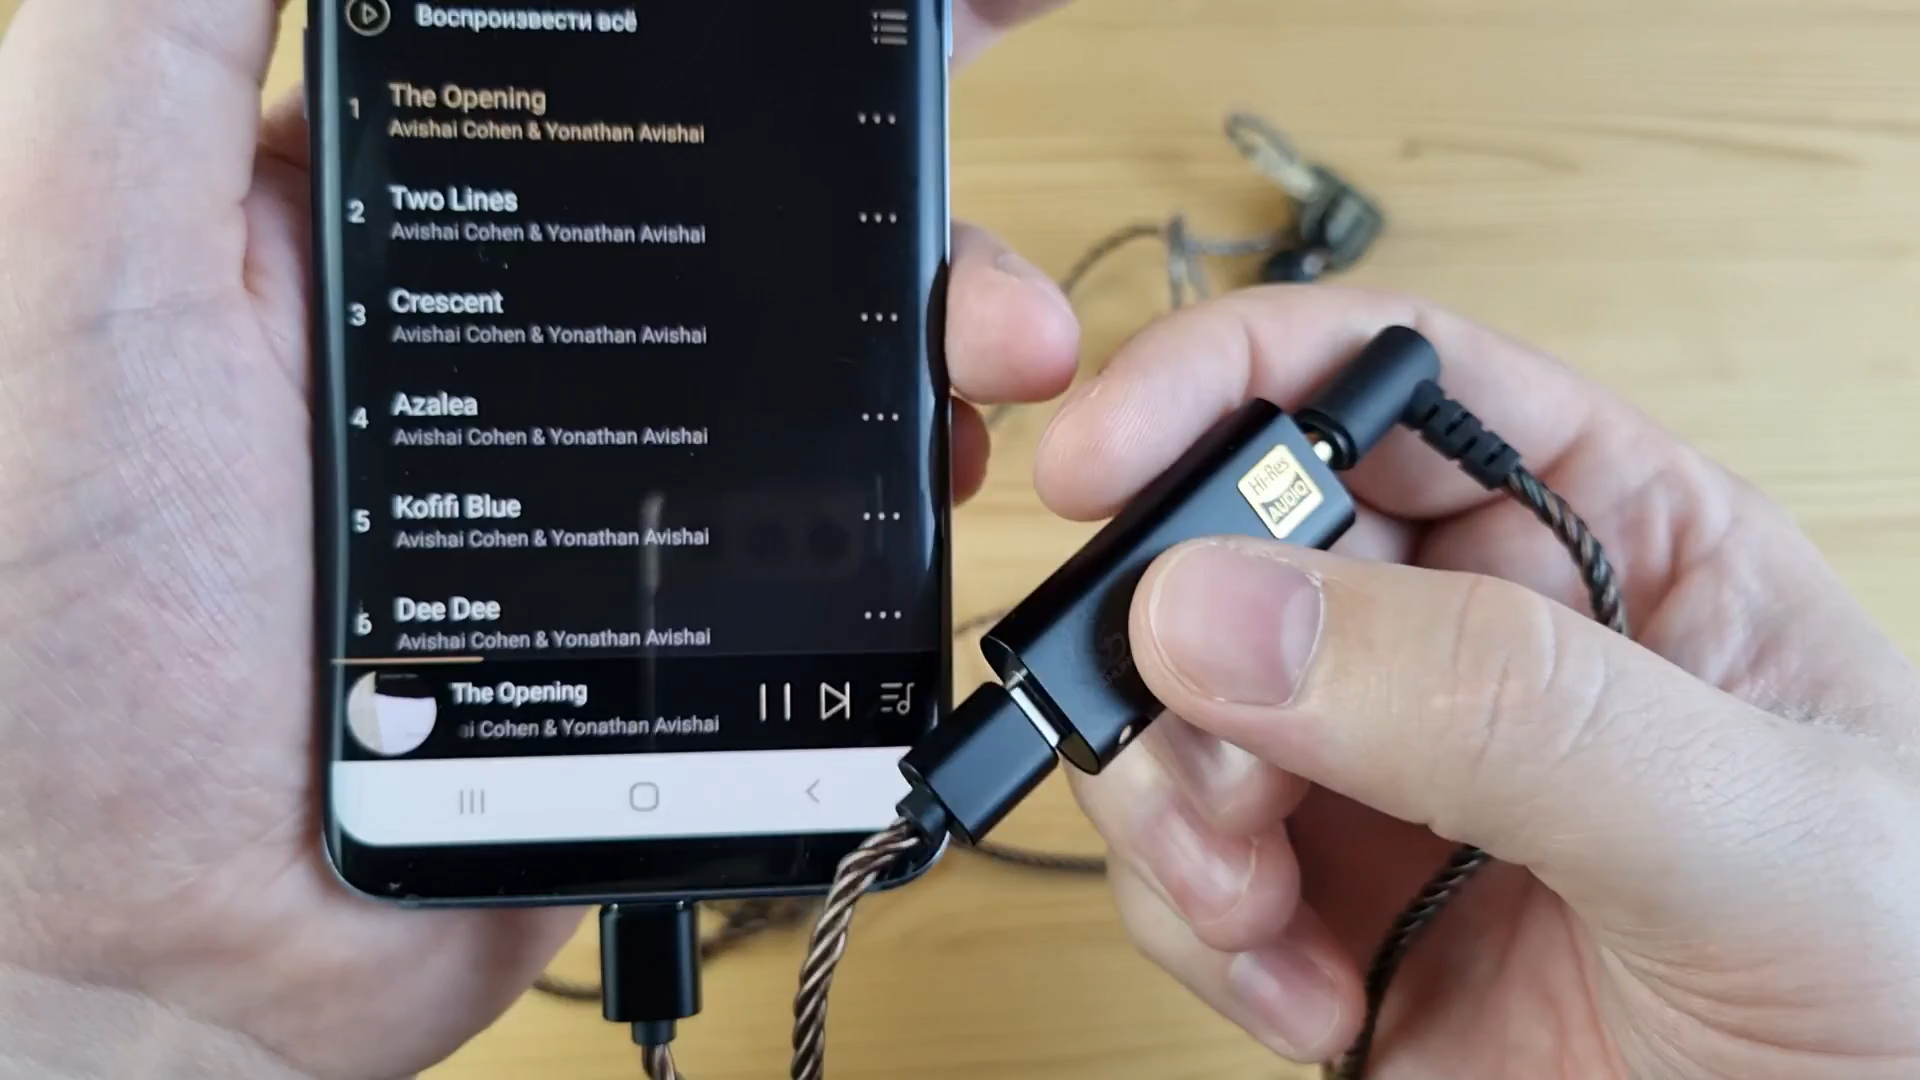 Воспроизвести всё
1 The Opening
Avishai Cohen & Yonathan Avishai
2 Two Lines
Avishai Cohen & Yonathan Avishai
3 Crescent
Avishai Cohen & Yonathan Avishai
4 Azalea
Avishai Cohen & Yonathan Avishai
5 Kofifi Blue
Avishai Cohen & Yonathan Avishai
6 Dee Dee
Avishai Cohen & Yonathan Avishai
The Opening
ai Cohen & Yonathan Avishai
Hi-Res
AUDIO